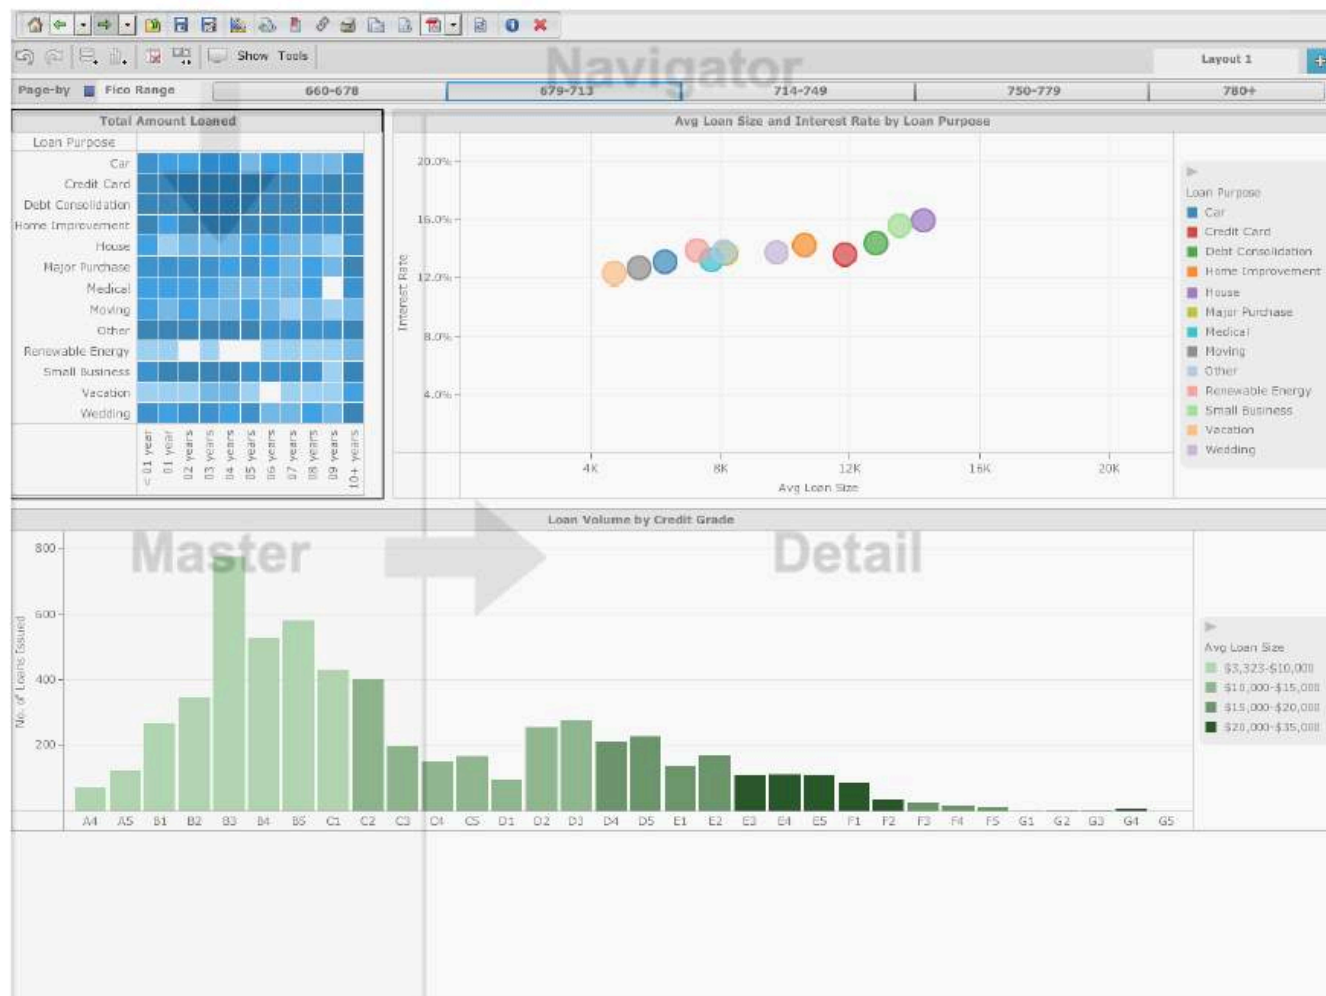 Show Tools
Layout 1
Navigator
Page-by Fico Range 660-678 679-713 714-749 750-779 780+
Total Amount Loaned
Loan Purpose
Car
Credit Card
Debt Consolidation
Home Improvement
House
Major Purchase
Medical
Moving
Other
Renewable Energy
Small Business
Vacation
Wedding
< 01 year
01 year
02 years
03 years
04 years
05 years
06 years
07 years
08 years
09 years
10+ years
Avg Loan Size and Interest Rate by Loan Purpose
Interest Rate
20.0%
16.0%
12.0%
8.0%
4.0%
4K 8K 12K 16K 20K
Avg Loan Size
Loan Purpose
Car
Credit Card
Debt Consolidation
Home Improvement
House
Major Purchase
Medical
Moving
Other
Renewable Energy
Small Business
Vacation
Wedding
Loan Volume by Credit Grade
Master
Detail
No. of Loans Issued
800
600
400
200
A4 A5 B1 B2 B3 B4 B5 C1 C2 C3 C4 C5 D1 D2 D3 D4 D5 E1 E2 E3 E4 E5 F1 F2 F3 F4 F5 G1 G2 G3 G4 G5
Avg Loan Size
$3,323-$10,000
$10,000-$15,000
$15,000-$20,000
$20,000-$35,000